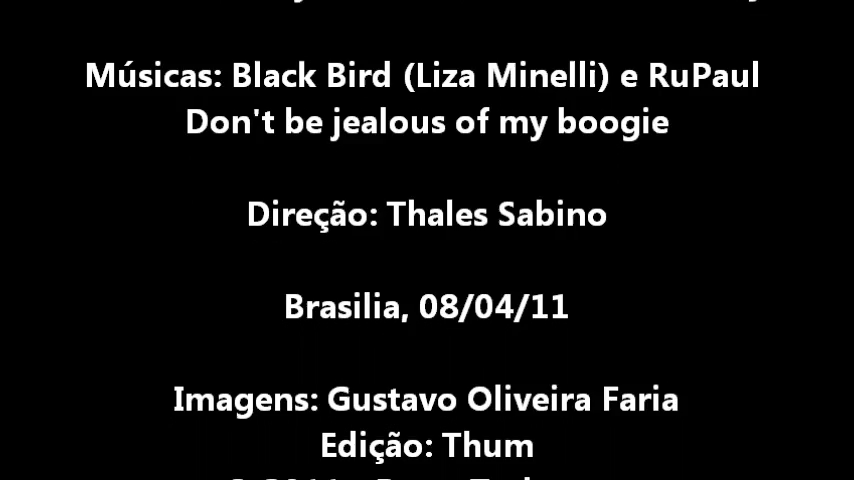 Músicas: Black Bird (Liza Minelli) e RuPaul
Don't be jealous of my boogie
Direção: Thales Sabino
Brasilia, 08/04/11
Imagens: Gustavo Oliveira Faria
Edição: Thum